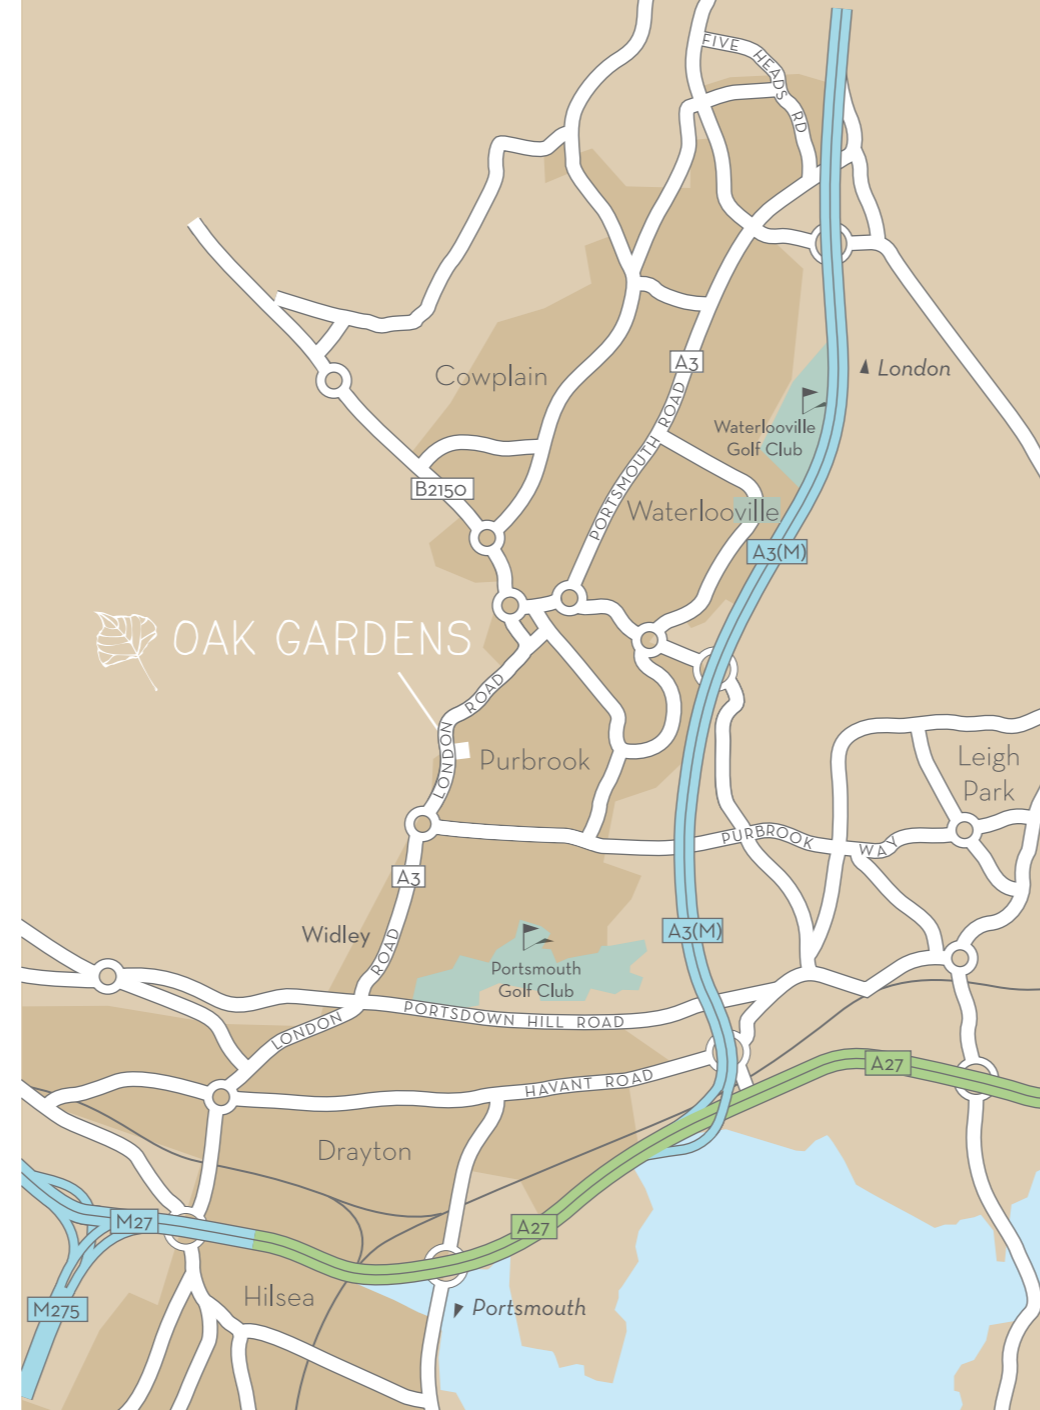 FIVE HEADS RD
A3
London
Cowplain
PORTSMOUTH ROAD
Waterlooville
Golf Club
B2150
Waterlooville
A3(M)
OAK GARDENS
LONDON ROAD
Purbrook
Leigh
Park
PURBROOK WAY
A3
Widley
A3(M)
Portsmouth
Golf Club
LONDON ROAD
PORTSDOWN HILL ROAD
HAVANT ROAD
A27
Drayton
M27
A27
Hilsea
M275
Portsmouth